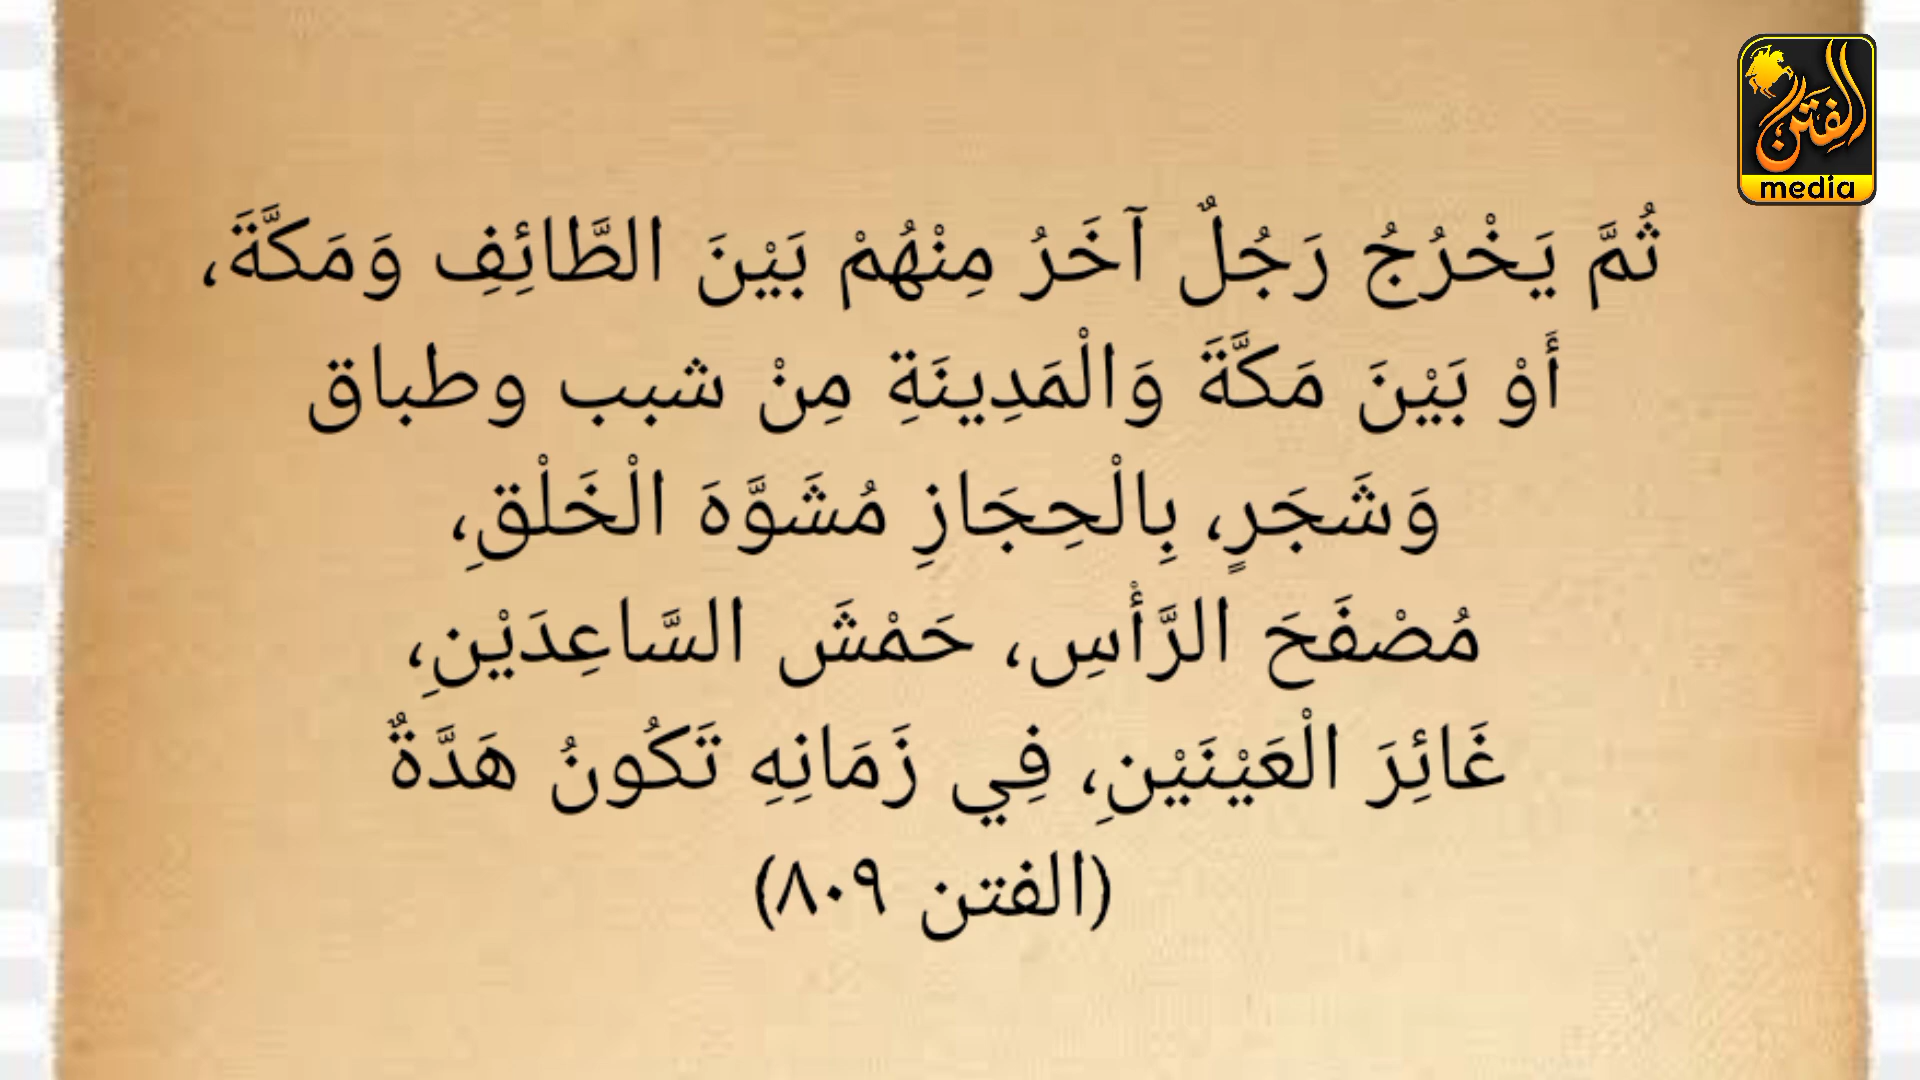 الفتن
media
ثُمَّ يَخْرُجُ رَجُلٌ آخَرُ مِنْهُمْ بَيْنَ الطَّائِفِ وَمَكَّةَ،
أَوْ بَيْنَ مَكَّةَ وَالْمَدِينَةِ مِنْ شبب وطباق
وَشَجَرٍ، بِالْحِجَازِ مُشَوَّهَ الْخَلْقِ،
مُصْفَحَ الرَّأْسِ، حَمْشَ السَّاعِدَيْنِ،
غَائِرَ الْعَيْنَيْنِ، فِي زَمَانِهِ تَكُونُ هَدَّةٌ
(الفتن ٨٠٩)